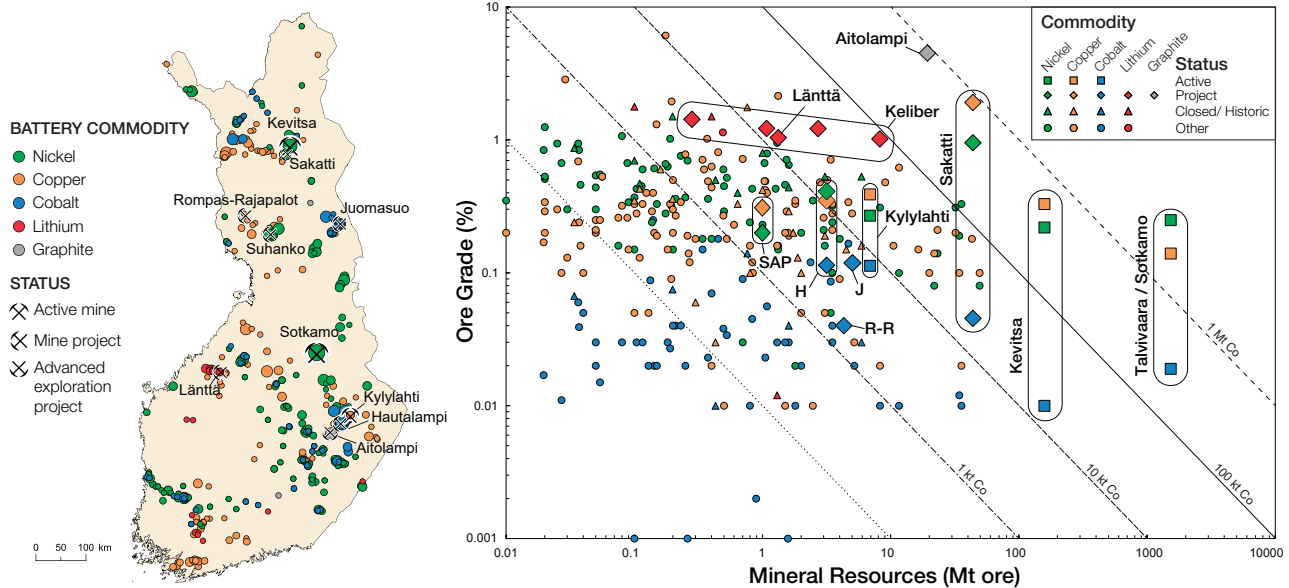 BATTERY COMMODITY
Nickel
Copper
Cobalt
Lithium
Graphite
STATUS
Active mine
Mine project
Advanced
exploration
project
0 50 100 km
Kevitsa
Sakatti
Rompas-Rajapalot
Juomasuo
Suhanko
Sotkamo
Länttä
Kylylahti
Hautalampi
Aitolampi
Ore Grade (%)
10
1
0.1
0.01
0.001
0.01
0.1
1
10
100
1000
10000
Mineral Resources (Mt ore)
Commodity
Nickel
Copper
Cobalt
Lithium
Graphite
Status
Active
Project
Closed/ Historic
Other
Aitolampi
Länttä
Keliber
Sakatti
Kylylahti
SAP
H
J
R-R
Kevitsa
Talvivaara / Sotkamo
1 Mt Co
1 kt Co
10 kt Co
100 kt Co